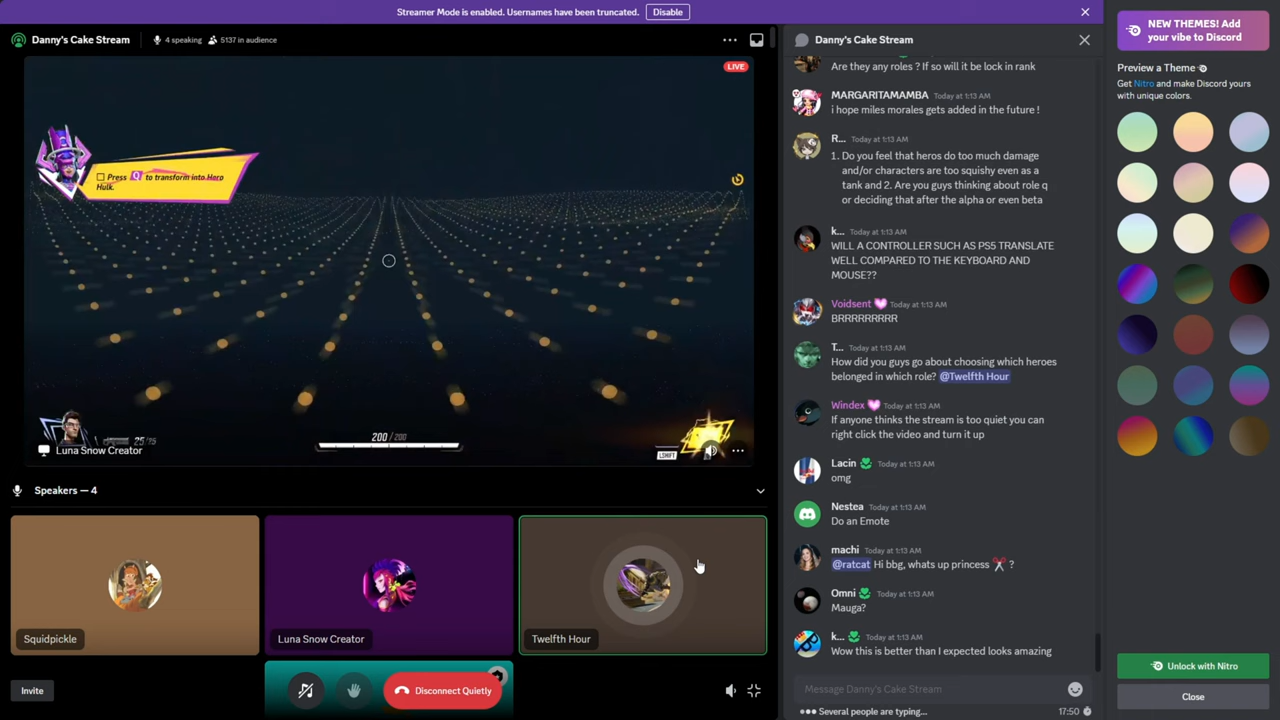 Streamer Mode is enabled. Usernames have been truncated.
Disable
Danny's Cake Stream
4 speaking
5137 in audience
LIVE
Press Q to transform into Hero
Hulk.
200 / 200
25/15
LSHIFT
Luna Snow Creator
Speakers — 4
Squidpickle
Luna Snow Creator
Twelfth Hour
Invite
Disconnect Quietly
Danny's Cake Stream
Are they any roles ? If so will it be lock in rank
MARGARITAMAMBA Today at 1:13 AM
i hope miles morales gets added in the future !
R... Today at 1:13 AM
1. Do you feel that heros do too much damage
and/or characters are too squishy even as a
tank and 2. Are you guys thinking about role q
or deciding that after the alpha or even beta
k... Today at 1:13 AM
WILL A CONTROLLER SUCH AS PS5 TRANSLATE
WELL COMPARED TO THE KEYBOARD AND
MOUSE??
Voidsent Today at 1:13 AM
BRRRRRRRRR
T... Today at 1:13 AM
How did you guys go about choosing which heroes
belonged in which role? @Twelfth Hour
Windex Today at 1:13 AM
If anyone thinks the stream is too quiet you can
right click the video and turn it up
Lacin Today at 1:13 AM
omg
Nestea Today at 1:13 AM
Do an Emote
machi Today at 1:13 AM
@ratcat Hi bbg, whats up princess ?
Omni Today at 1:13 AM
Mauga?
k... Today at 1:13 AM
Wow this is better than I expected looks amazing
Message Danny's Cake Stream
Several people are typing...
17:50
NEW THEMES! Add
your vibe to Discord
Preview a Theme
Get Nitro and make Discord yours
with unique colors.
Unlock with Nitro
Close